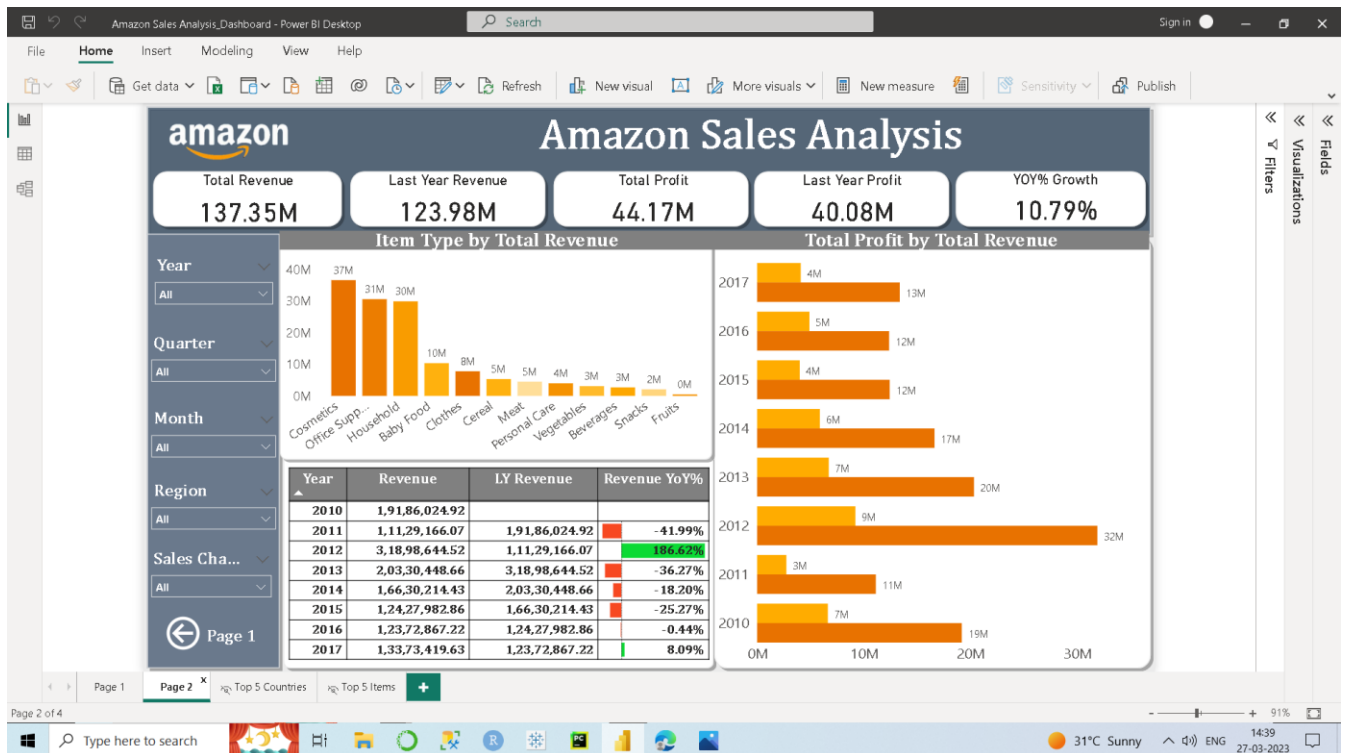 Amazon Sales Analysis_Dashboard - Power BI Desktop
Search
Sign in
File Home Insert Modeling View Help
Get data Refresh New visual More visuals New measure Sensitivity Publish
amazon
Amazon Sales Analysis
Total Revenue
137.35M
Last Year Revenue
123.98M
Total Profit
44.17M
Last Year Profit
40.08M
YOY% Growth
10.79%
Filters
Visualizations
Fields
Year
All
Quarter
All
Month
All
Region
All
Sales Cha...
All
Page 1
Item Type by Total Revenue
40M
30M
20M
10M
0M
37M 31M 30M 10M 8M 5M 5M 4M 3M 3M 2M 0M
Cosmetics Office Supp... Household Baby Food Clothes Cereal Meat Personal Care Vegetables Beverages Snacks Fruits
Year Revenue LY Revenue Revenue YoY%
2010 1,91,86,024.92
2011 1,11,29,166.07 1,91,86,024.92 -41.99%
2012 3,18,98,644.52 1,11,29,166.07 186.62%
2013 2,03,30,448.66 3,18,98,644.52 -36.27%
2014 1,66,30,214.43 2,03,30,448.66 -18.20%
2015 1,24,27,982.86 1,66,30,214.43 -25.27%
2016 1,23,72,867.22 1,24,27,982.86 -0.44%
2017 1,33,73,419.63 1,23,72,867.22 8.09%
Total Profit by Total Revenue
2017 4M 13M
2016 5M 12M
2015 4M 12M
2014 6M 17M
2013 7M 20M
2012 9M 32M
2011 3M 11M
2010 7M 19M
0M 10M 20M 30M
Page 1 Page 2 x Top 5 Countries Top 5 Items +
Page 2 of 4
- + 91%
Type here to search
R
PC
31°C Sunny
ENG
14:39
27-03-2023